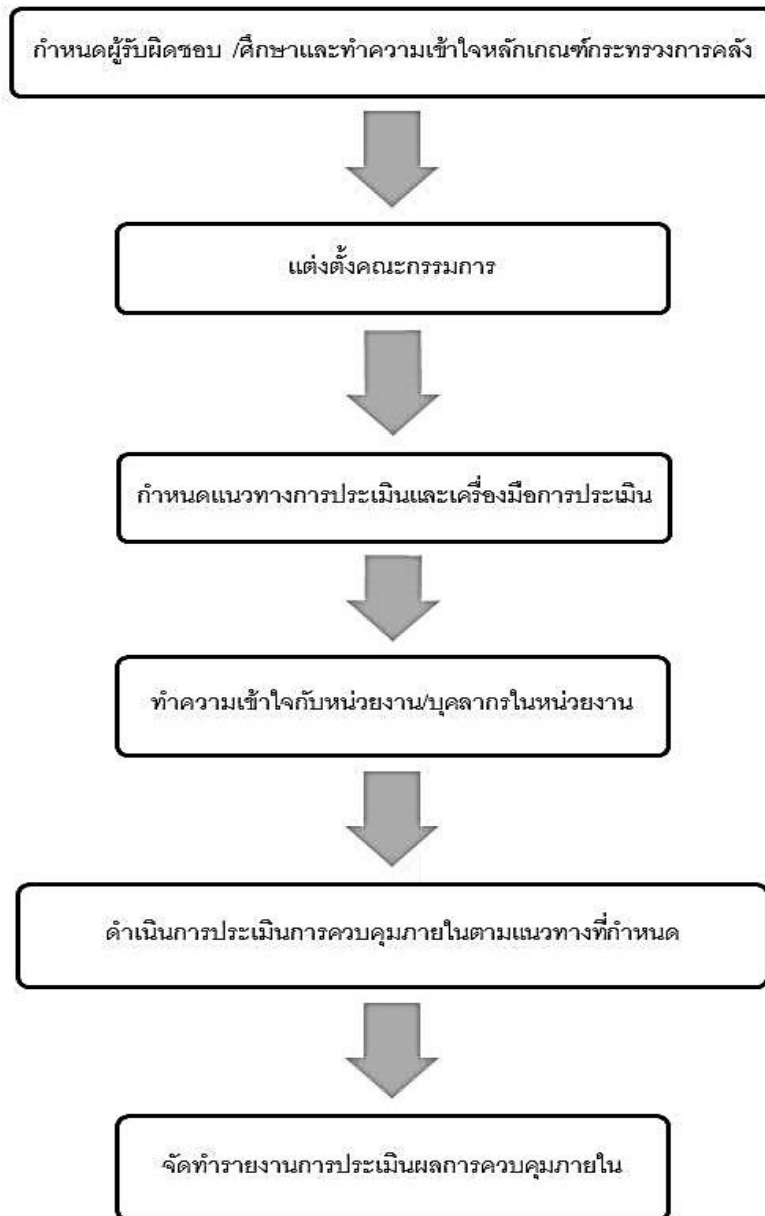 กำหนดผู้รับผิดชอบ /ศึกษาและทำความเข้าใจหลักเกณฑ์กระทรวงการคลัง
แต่งตั้งคณะกรรมการ
กำหนดแนวทางการประเมินและเครื่องมือการประเมิน
ทำความเข้าใจกับหน่วยงาน/บุคลากรในหน่วยงาน
ดำเนินการประเมินการควบคุมภายในตามแนวทางที่กำหนด
จัดทำรายงานการประเมินผลการควบคุมภายใน